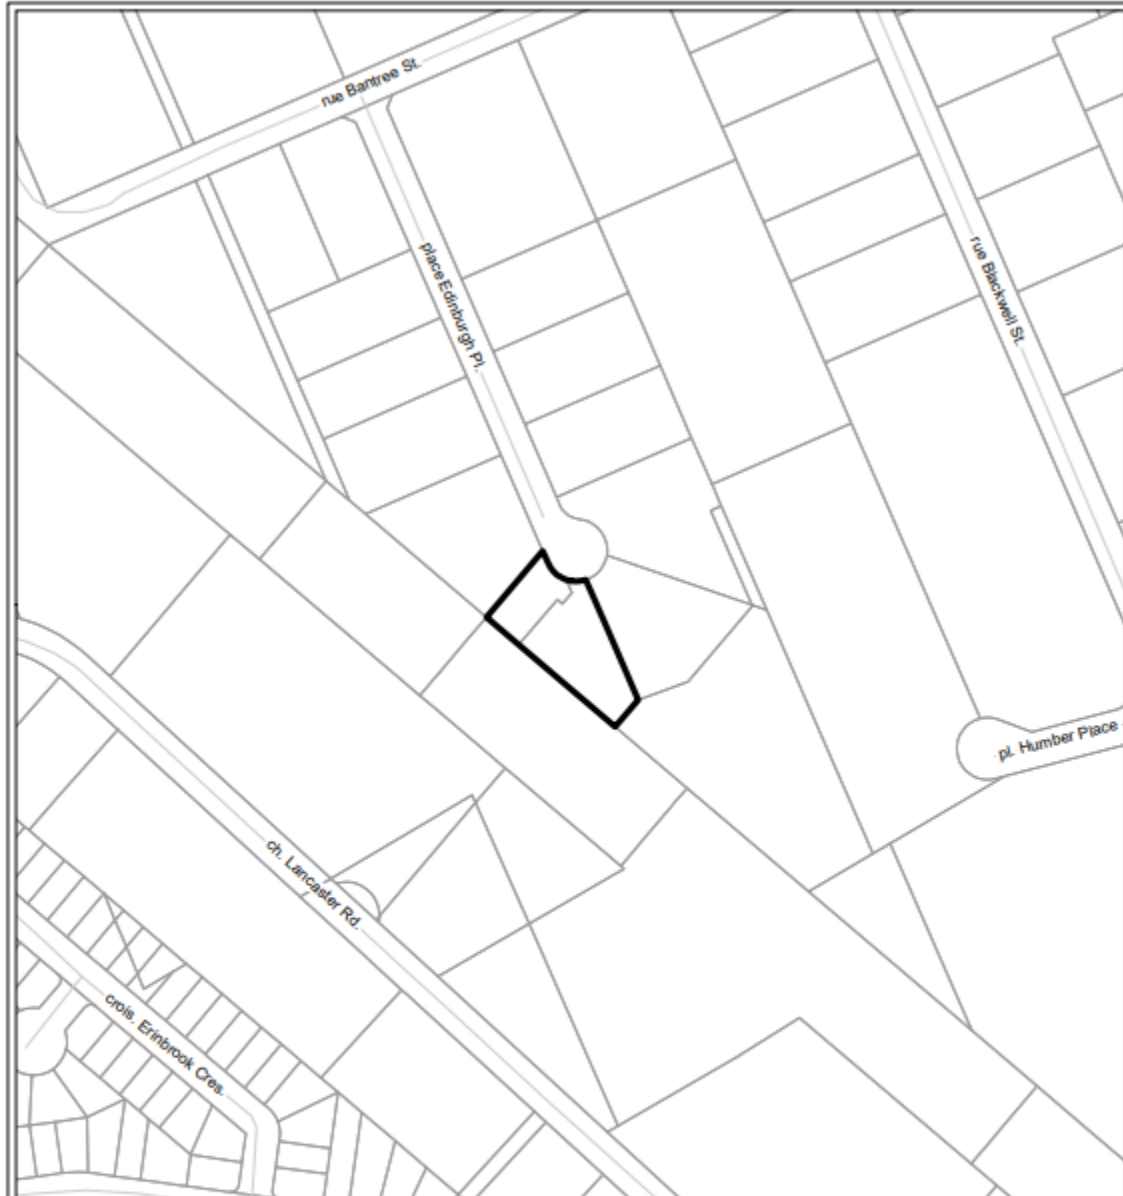 rue Bantree St.
place Edinburgh Pl.
rue Blackwell St.
pl. Humber Place
ch. Lancaster Rd.
crois. Erinbrook Cres.